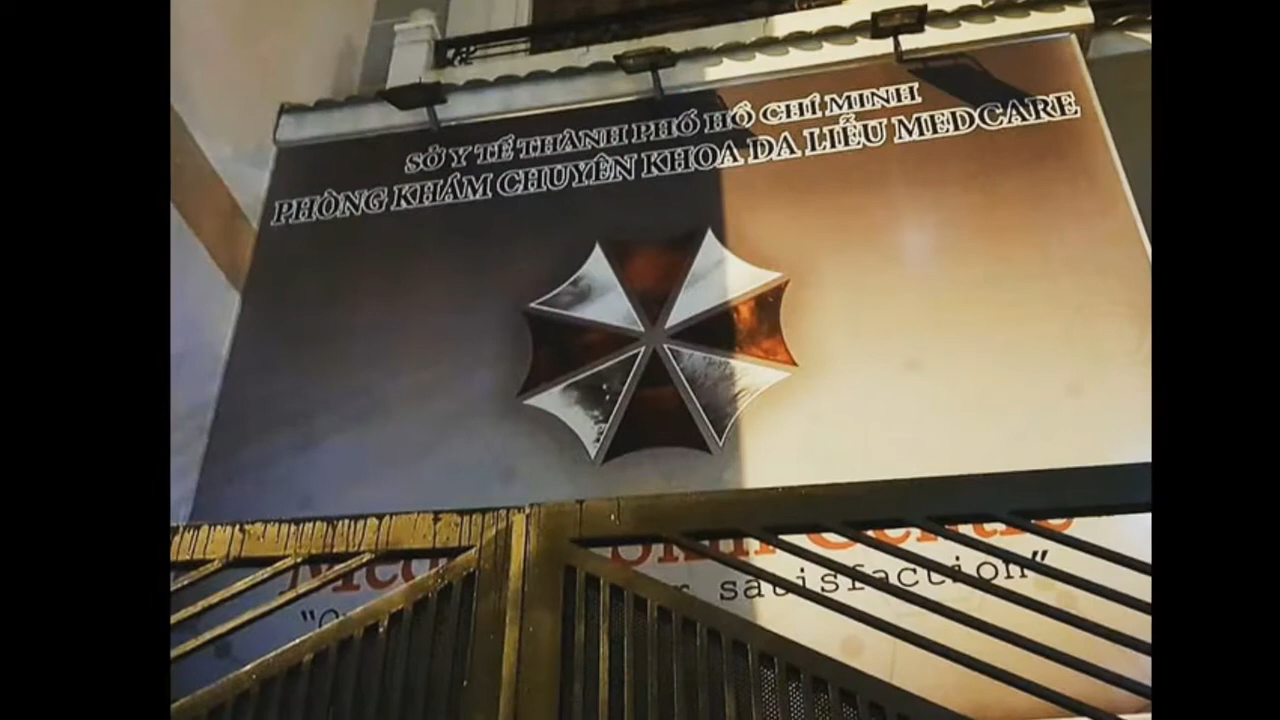 SỞ Y TẾ THÀNH PHỐ HỒ CHÍ MINH
PHÒNG KHÁM CHUYÊN KHOA DA LIỄU MEDCARE
satisfaction"